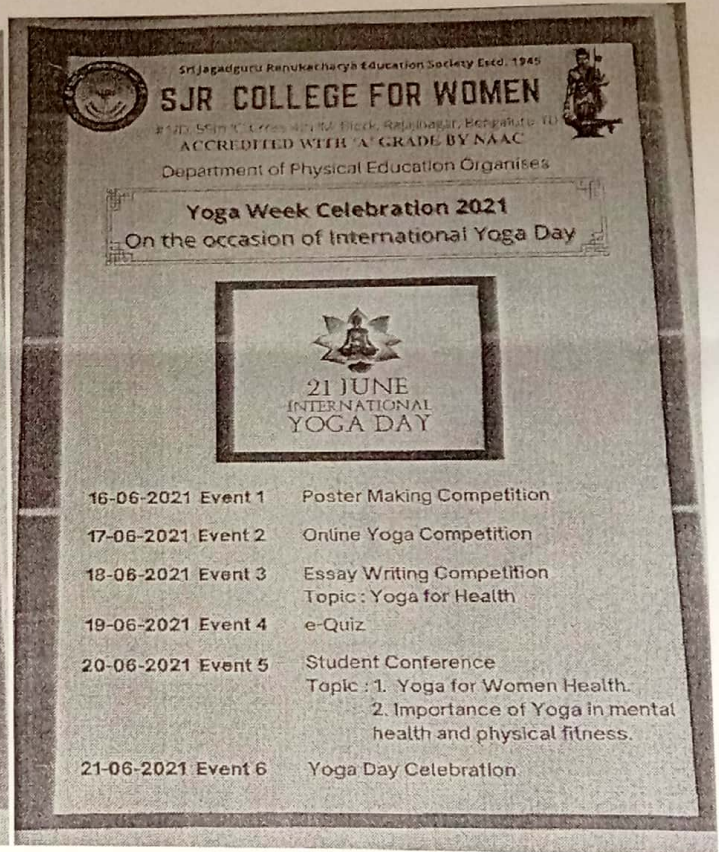 Sri Jagadguru Renukacharya Education Society Estd. 1945
SJR COLLEGE FOR WOMEN
Block, Rajajinagar, Bengaluru-10
ACCREDITED WITH 'A' GRADE BY NAAC
Department of Physical Education Organises
Yoga Week Celebration 2021
On the occasion of International Yoga Day
21 JUNE
INTERNATIONAL
YOGA DAY
16-06-2021 Event 1 Poster Making Competition
17-06-2021 Event 2 Online Yoga Competition
18-06-2021 Event 3 Essay Writing Competition
Topic : Yoga for Health
19-06-2021 Event 4 e-Quiz
20-06-2021 Event 5 Student Conference
Topic : 1. Yoga for Women Health.
2. Importance of Yoga in mental
health and physical fitness.
21-06-2021 Event 6 Yoga Day Celebration